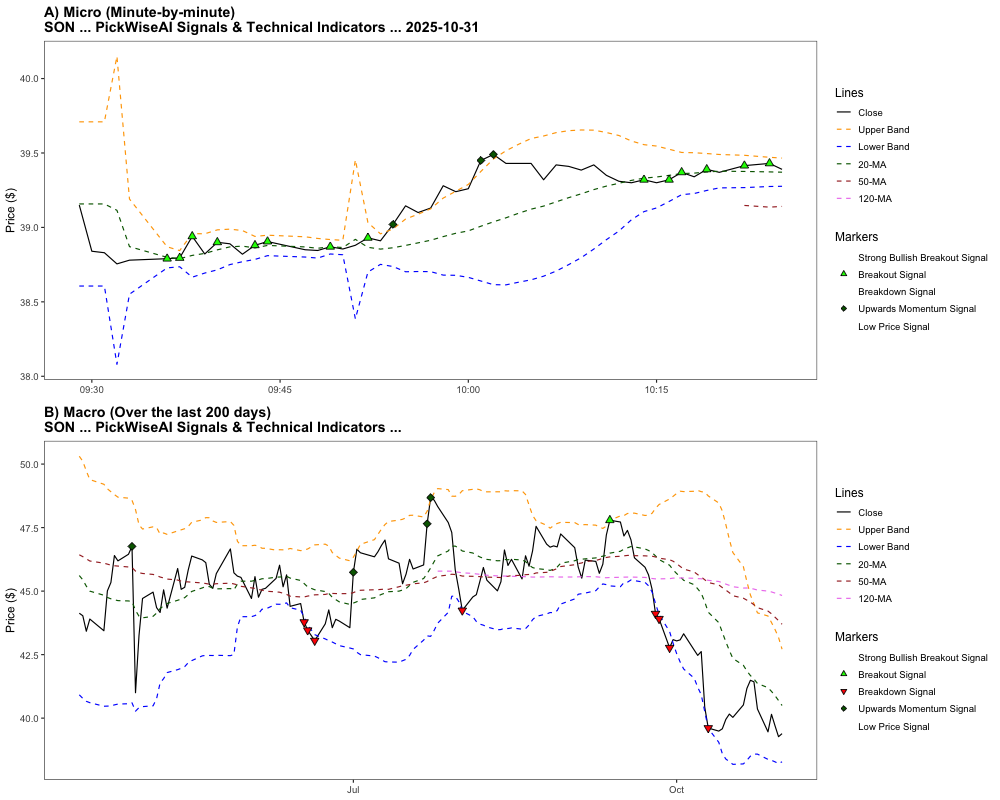 A) Micro (Minute-by-minute)
SON ... PickWiseAI Signals & Technical Indicators ... 2025-10-31
Price ($)
40.0
39.5
39.0
38.5
38.0
09:30
09:45
10:00
10:15
Lines
Close
Upper Band
Lower Band
20-MA
50-MA
120-MA
Markers
Strong Bullish Breakout Signal
Breakout Signal
Breakdown Signal
Upwards Momentum Signal
Low Price Signal
B) Macro (Over the last 200 days)
SON ... PickWiseAI Signals & Technical Indicators ...
Price ($)
50.0
47.5
45.0
42.5
40.0
Jul
Oct
Lines
Close
Upper Band
Lower Band
20-MA
50-MA
120-MA
Markers
Strong Bullish Breakout Signal
Breakout Signal
Breakdown Signal
Upwards Momentum Signal
Low Price Signal